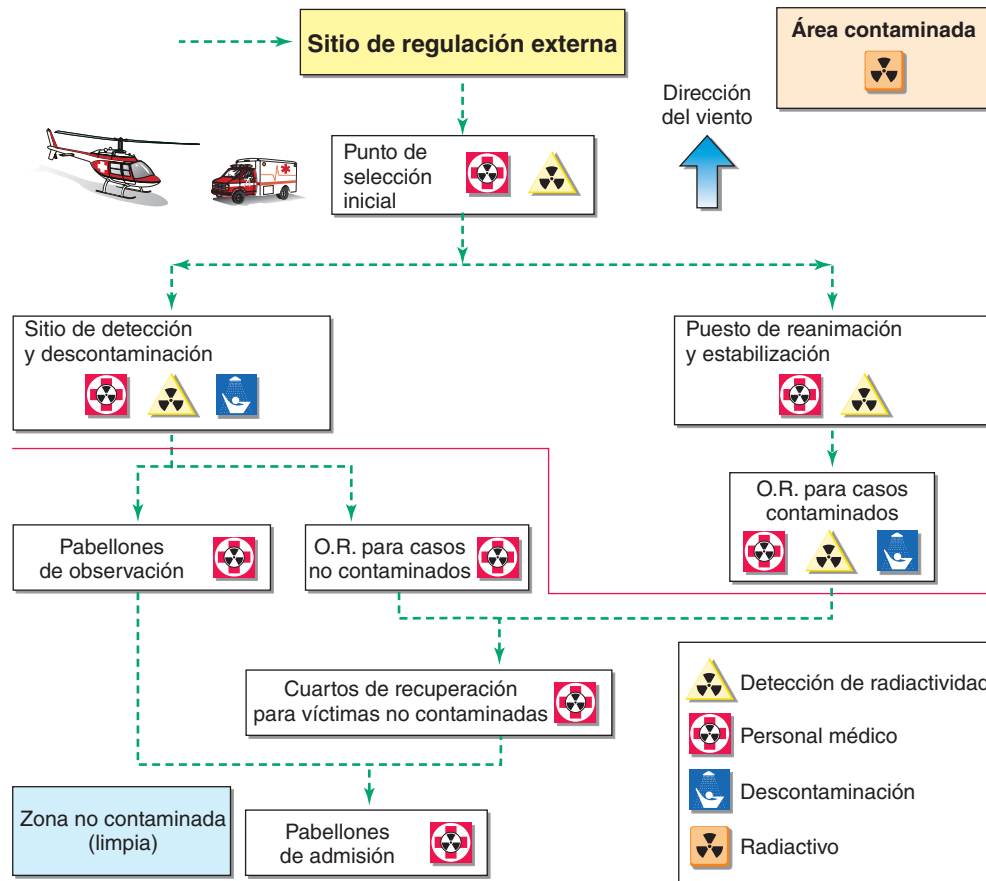 Sitio de regulación externa
Área contaminada
Dirección
del viento
Punto de
selección
inicial
Sitio de detección
y descontaminación
Puesto de reanimación
y estabilización
O.R. para casos
contaminados
Pabellones
de observación
O.R. para casos
no contaminados
Cuartos de recuperación
para víctimas no contaminadas
Pabellones
de admisión
Zona no contaminada
(limpia)
Detección de radiactividad
Personal médico
Descontaminación
Radiactivo